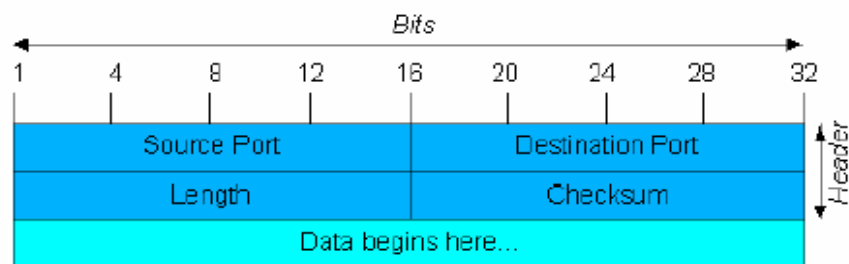 Bits
1 4 8 12 16 20 24 28 32
Source Port Destination Port
Length Checksum
Header
Data begins here...